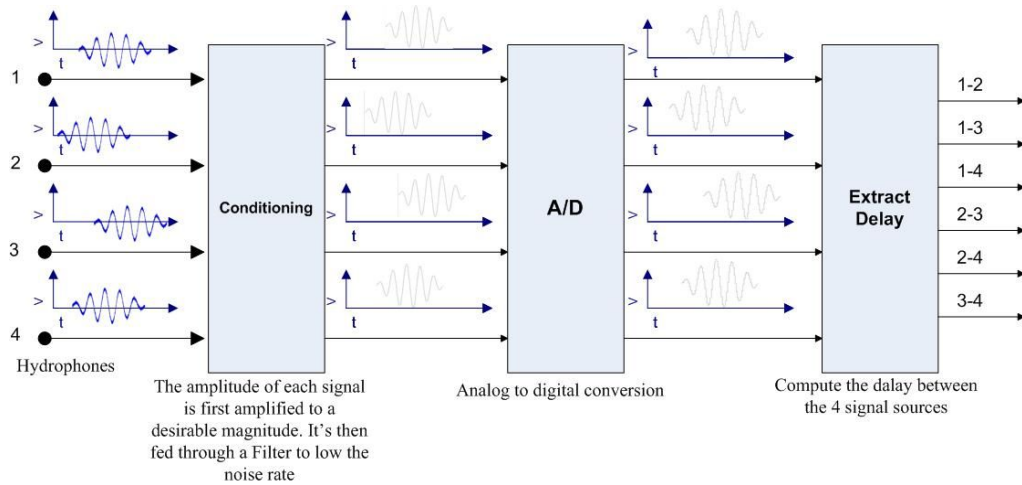 V
t
V
V
t
1
1-2
V
t
V
V
1-3
2
1-4
Conditioning
A/D
Extract
Delay
V
t
V
V
2-3
3
2-4
V
t
V
V
3-4
4
Hydrophones
The amplitude of each signal
is first amplified to a
desirable magnitude. It's then
fed through a Filter to low the
noise rate
Analog to digital conversion
Compute the dalay between
the 4 signal sources